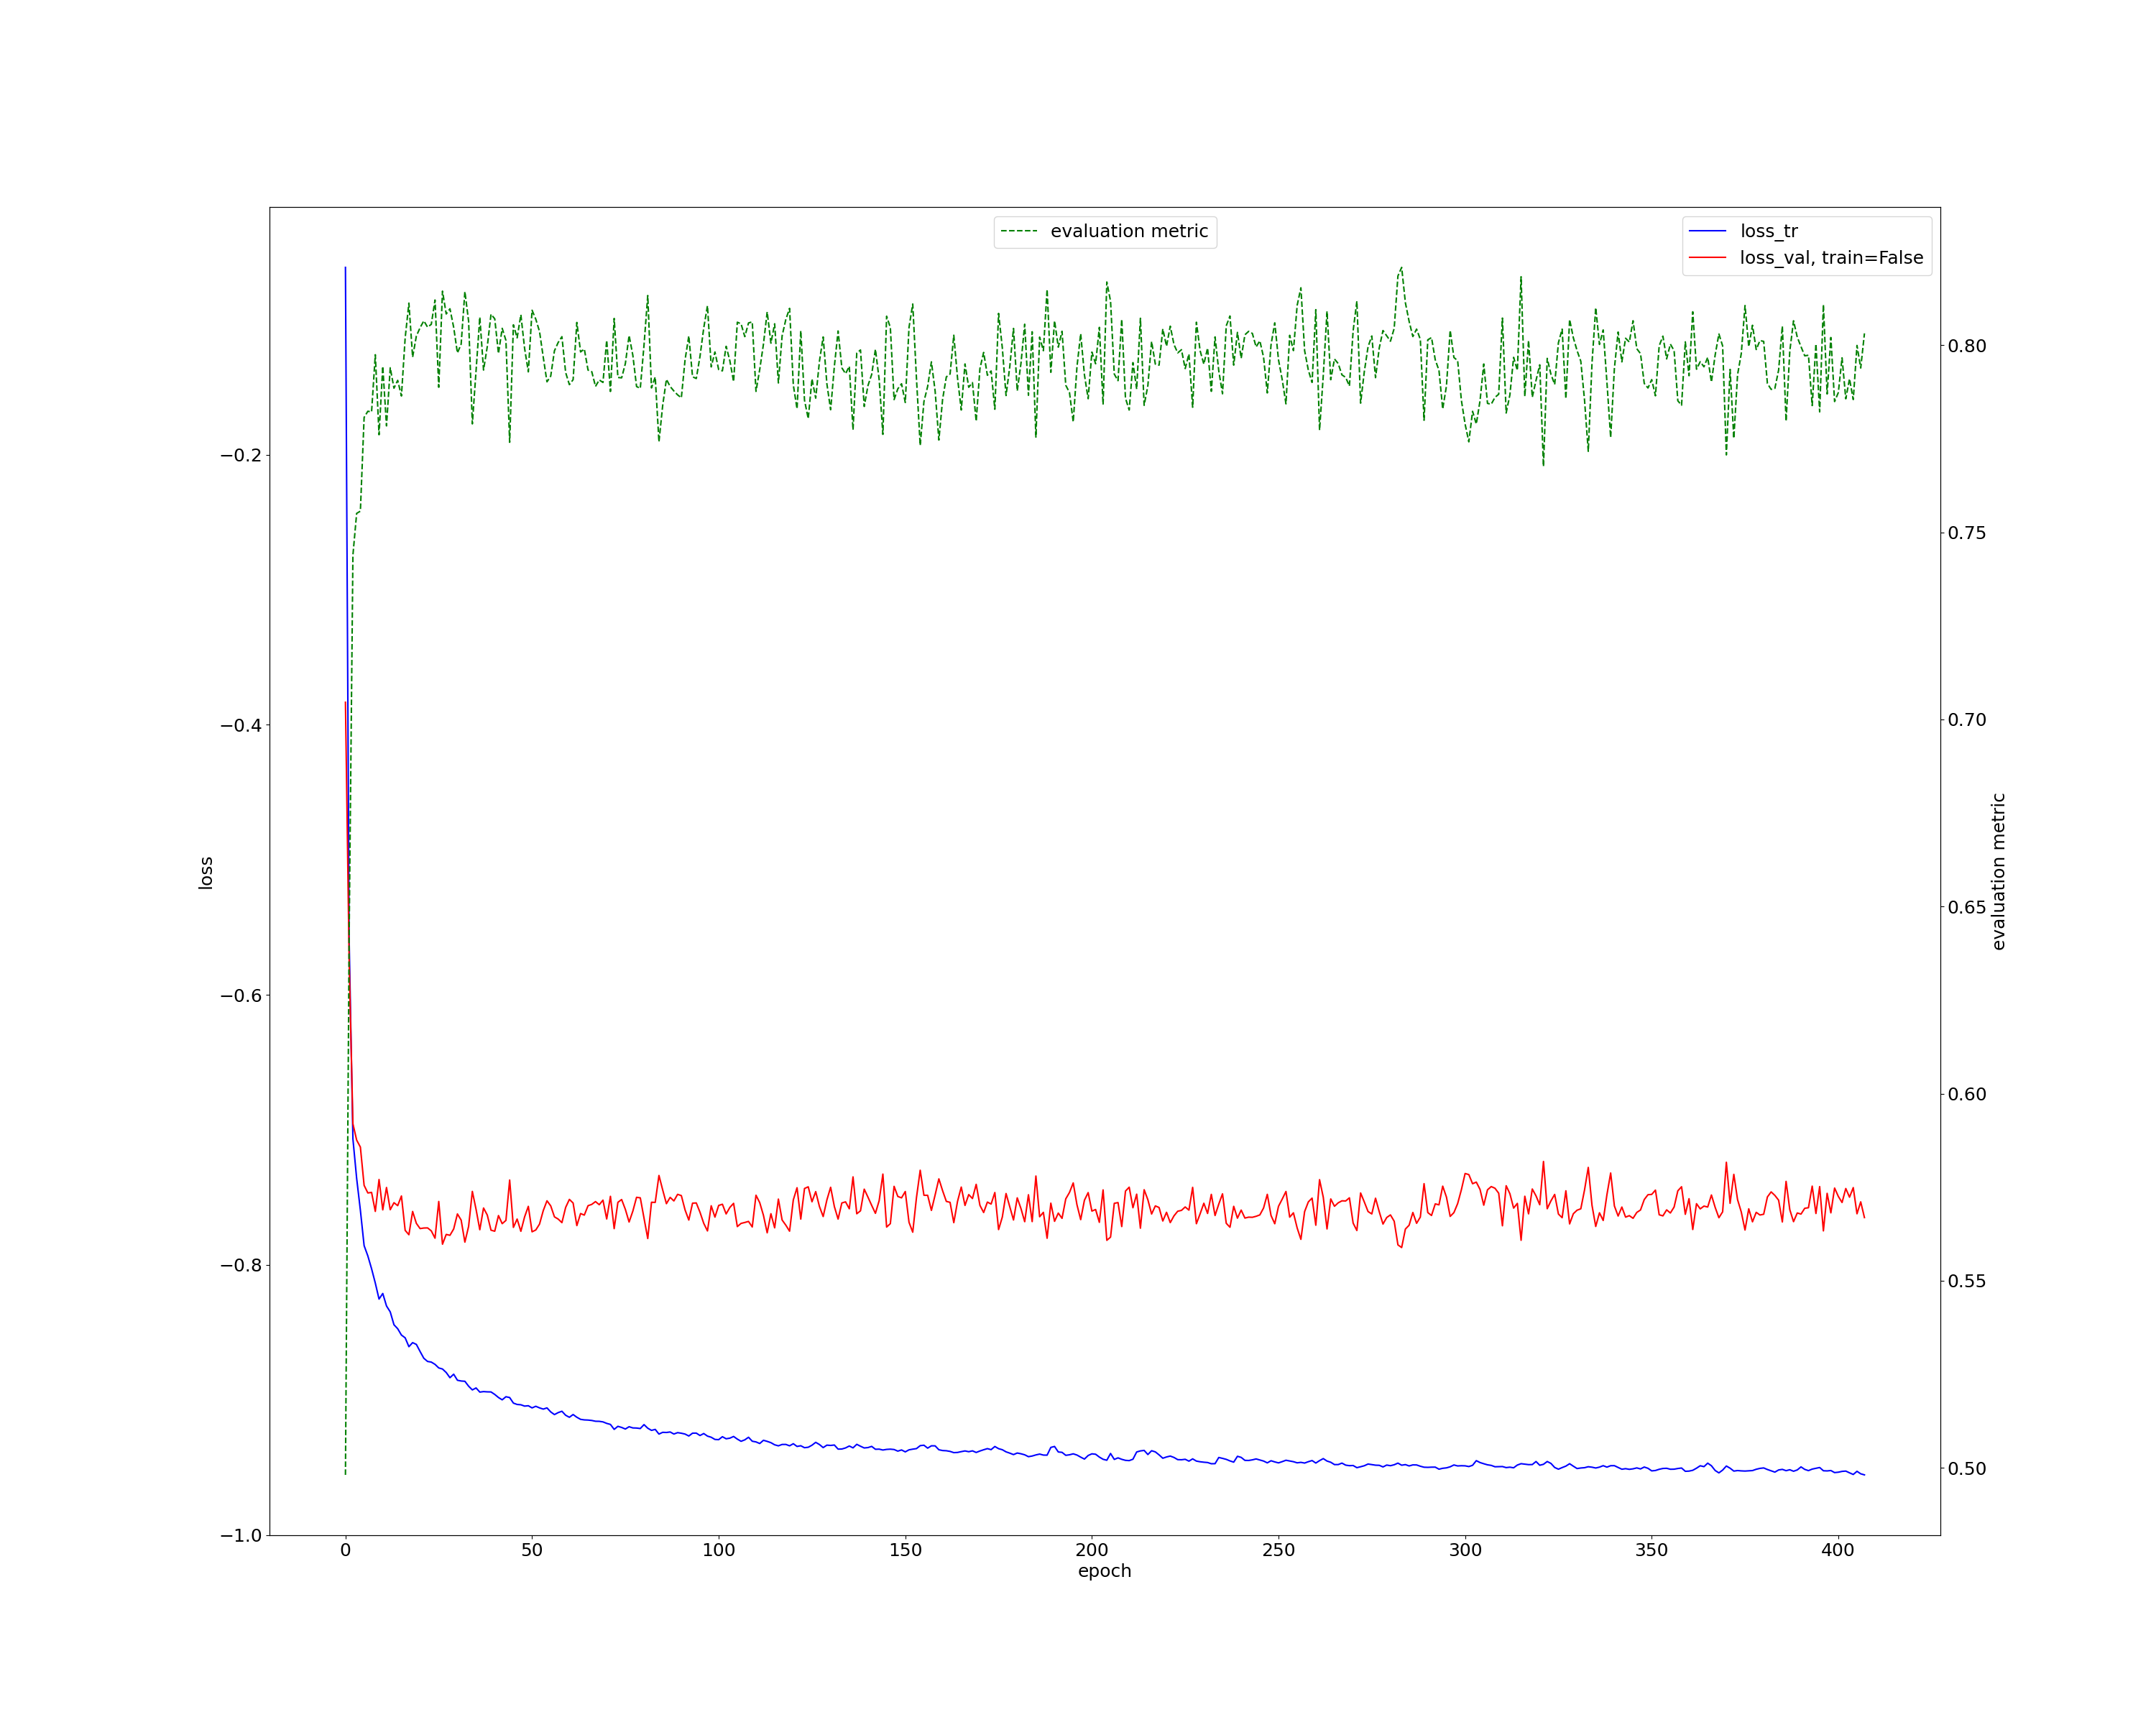 evaluation metric
loss_tr
loss_val, train=False
−0.2
−0.4
−0.6
−0.8
−1.0
loss
0.80
0.75
0.70
0.65
0.60
0.55
0.50
evaluation metric
0 50 100 150 200 250 300 350 400
epoch